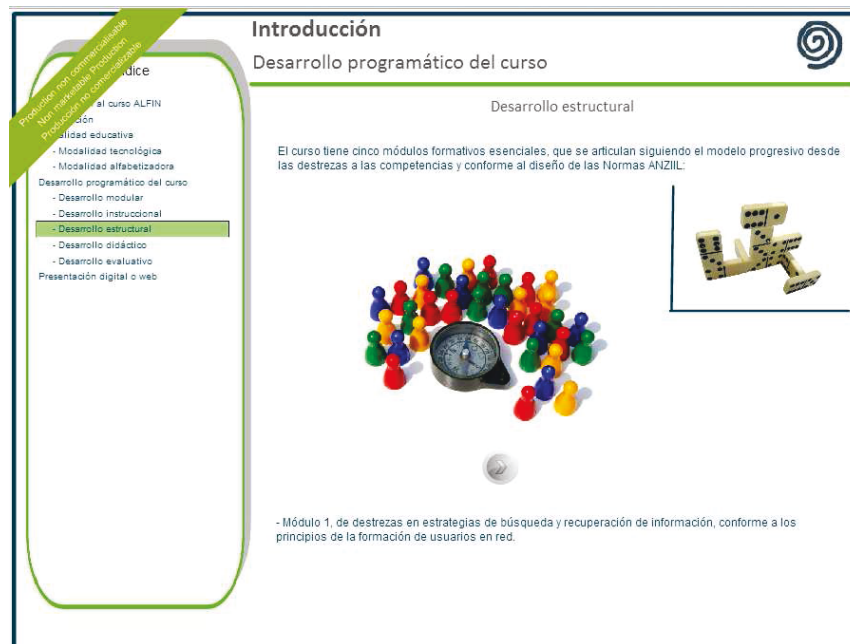 Introducción
Desarrollo programático del curso
Production non commercialisable
Non marketable Production
Producción no comercializable
al curso ALFIN
- Modalidad tecnológica
- Modalidad alfabetizadora
Desarrollo programático del curso
- Desarrollo modular
- Desarrollo instruccional
- Desarrollo estructural
- Desarrollo didáctico
- Desarrollo evaluativo
Presentación digital o web
Desarrollo estructural
El curso tiene cinco módulos formativos esenciales, que se articulan siguiendo el modelo progresivo desde
las destrezas a las competencias y conforme al diseño de las Normas ANZIIL:
- Módulo 1, de destrezas en estrategias de búsqueda y recuperación de información, conforme a los
principios de la formación de usuarios en red.